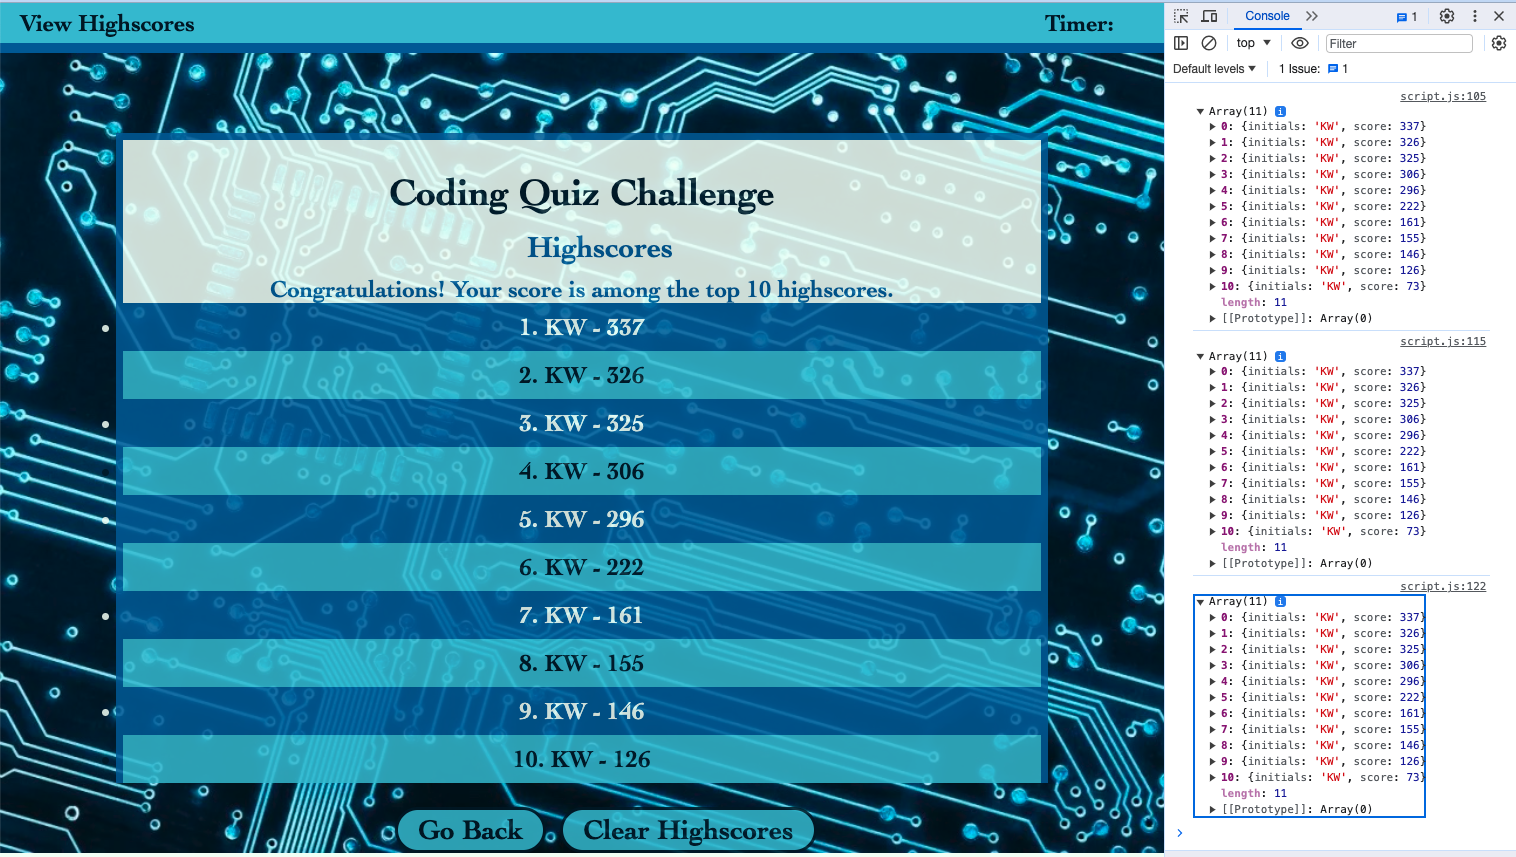 View Highscores
Timer:
Coding Quiz Challenge
Highscores
Congratulations! Your score is among the top 10 highscores.
1. KW - 337
2. KW - 326
3. KW - 325
4. KW - 306
5. KW - 296
6. KW - 222
7. KW - 161
8. KW - 155
9. KW - 146
10. KW - 126
Go Back
Clear Highscores
Console
1
top
Filter
Default levels
1 Issue: 1
script.js:105
Array(11)
0: {initials: 'KW', score: 337}
1: {initials: 'KW', score: 326}
2: {initials: 'KW', score: 325}
3: {initials: 'KW', score: 306}
4: {initials: 'KW', score: 296}
5: {initials: 'KW', score: 222}
6: {initials: 'KW', score: 161}
7: {initials: 'KW', score: 155}
8: {initials: 'KW', score: 146}
9: {initials: 'KW', score: 126}
10: {initials: 'KW', score: 73}
length: 11
[[Prototype]]: Array(0)
script.js:115
Array(11)
0: {initials: 'KW', score: 337}
1: {initials: 'KW', score: 326}
2: {initials: 'KW', score: 325}
3: {initials: 'KW', score: 306}
4: {initials: 'KW', score: 296}
5: {initials: 'KW', score: 222}
6: {initials: 'KW', score: 161}
7: {initials: 'KW', score: 155}
8: {initials: 'KW', score: 146}
9: {initials: 'KW', score: 126}
10: {initials: 'KW', score: 73}
length: 11
[[Prototype]]: Array(0)
script.js:122
Array(11)
0: {initials: 'KW', score: 337}
1: {initials: 'KW', score: 326}
2: {initials: 'KW', score: 325}
3: {initials: 'KW', score: 306}
4: {initials: 'KW', score: 296}
5: {initials: 'KW', score: 222}
6: {initials: 'KW', score: 161}
7: {initials: 'KW', score: 155}
8: {initials: 'KW', score: 146}
9: {initials: 'KW', score: 126}
10: {initials: 'KW', score: 73}
length: 11
[[Prototype]]: Array(0)